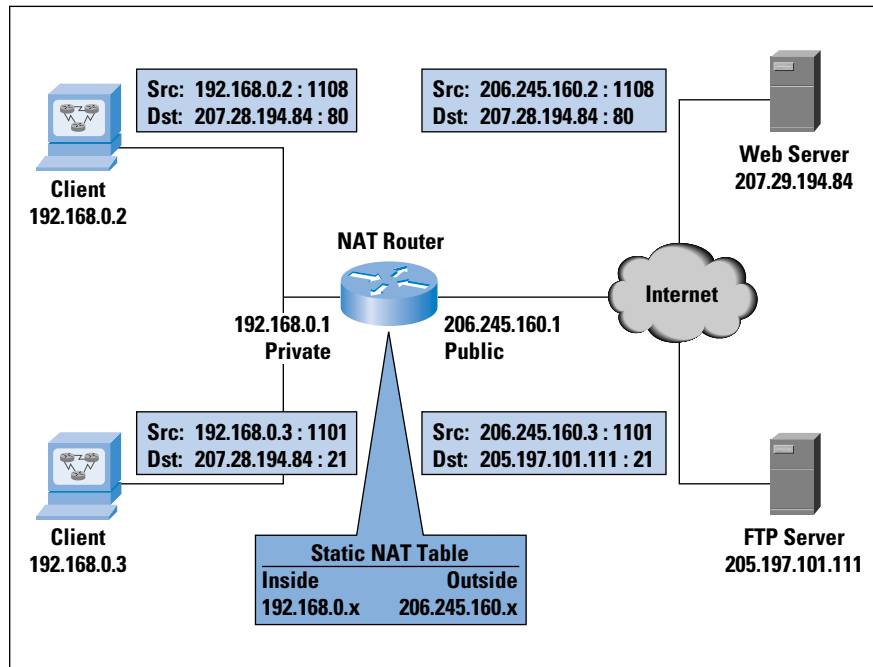 Src: 192.168.0.2 : 1108
Dst: 207.28.194.84 : 80
Src: 206.245.160.2 : 1108
Dst: 207.28.194.84 : 80
Client
192.168.0.2
Web Server
207.29.194.84
NAT Router
Internet
192.168.0.1
Private
206.245.160.1
Public
Src: 192.168.0.3 : 1101
Dst: 207.28.194.84 : 21
Src: 206.245.160.3 : 1101
Dst: 205.197.101.111 : 21
Client
192.168.0.3
FTP Server
205.197.101.111
Static NAT Table
Inside Outside
192.168.0.x 206.245.160.x